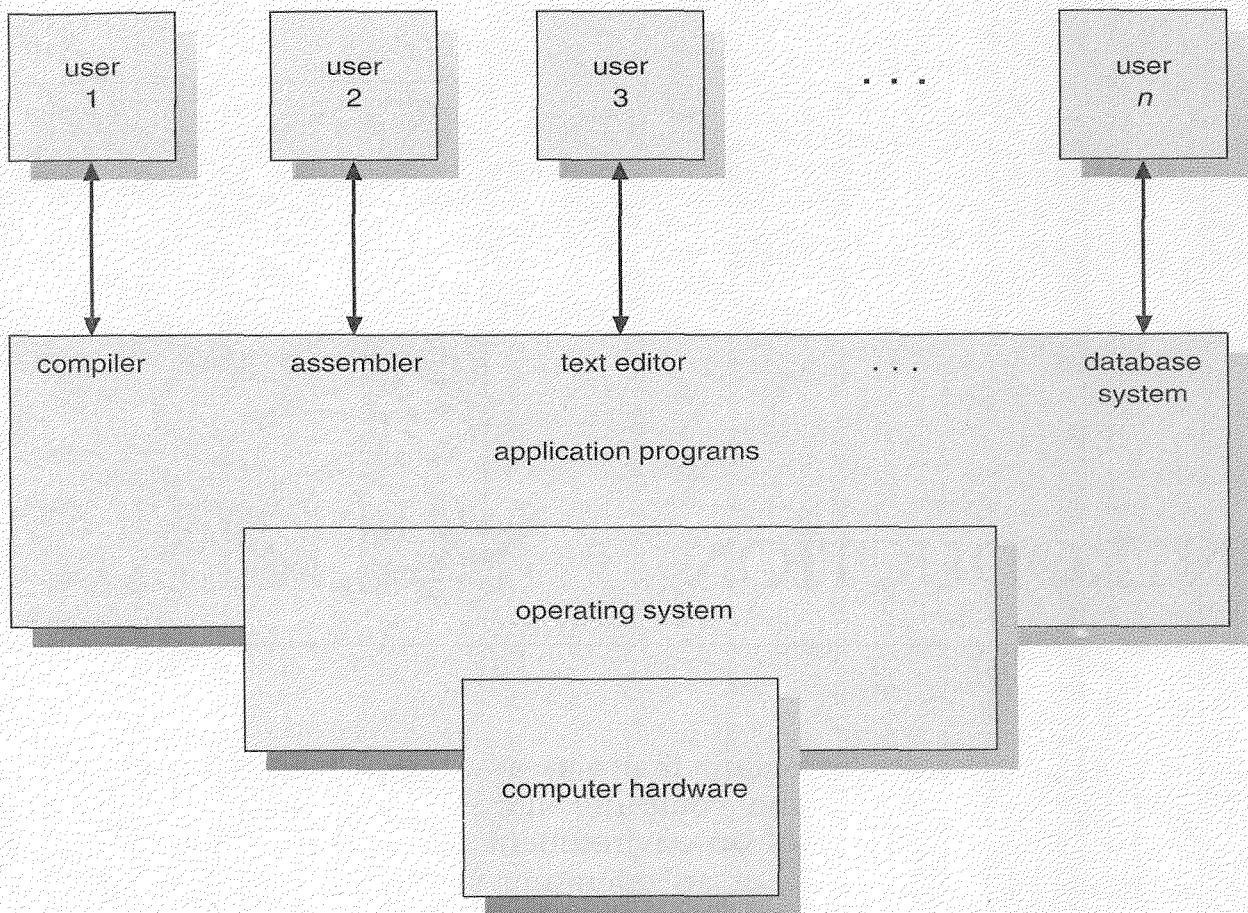 user
1
user
2
user
3
. . .
user
n
compiler
assembler
text editor
. . .
database
system
application programs
operating system
computer hardware